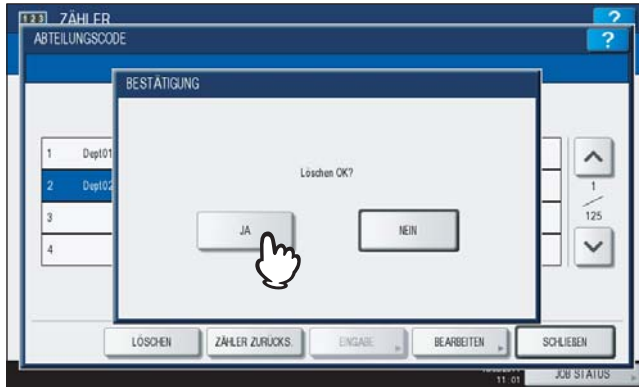 123 ZÄHLER ?
ABTEILUNGSCODE ?
BESTÄTIGUNG
1 Dept01
Löschen OK?
2 Dept02
1
3
125
JA NEIN
4
LÖSCHEN ZÄHLER ZURÜCKS. EINGABE BEARBEITEN SCHLIEßEN
JOB STATUS
11:01